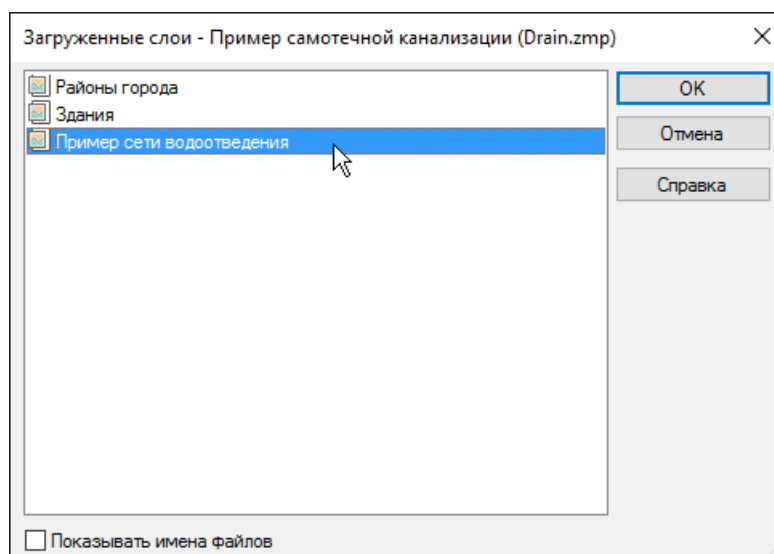 Загруженные слои - Пример самотечной канализации (Drain.zmp)
Районы города
Здания
Пример сети водоотведения
OK
Отмена
Справка
Показывать имена файлов